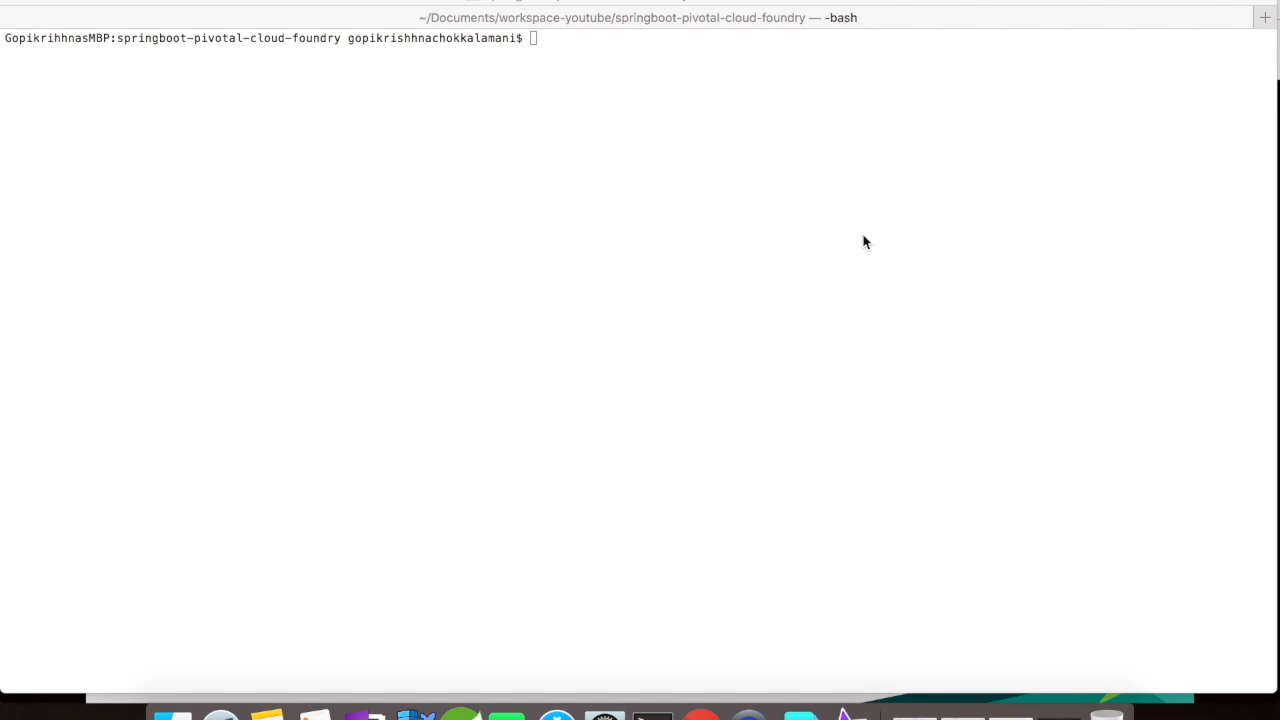 ~/Documents/workspace-youtube/springboot-pivotal-cloud-foundry — -bash
GopikrihhnasMBP:springboot-pivotal-cloud-foundry gopikrishhnachokkalamani$